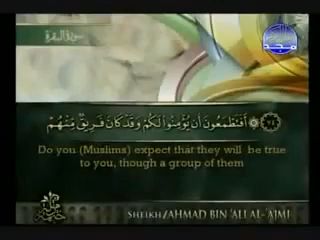 سورة البقرة
المجد
۞ أَفَتَطْمَعُونَ أَن يُؤْمِنُوا لَكُمْ وَقَدْ كَانَ فَرِيقٌ مِّنْهُمْ
Do you (Muslims) expect that they will be true
to you, though a group of them
SHEIKH/AHMAD BIN 'ALI AL-'AJMI